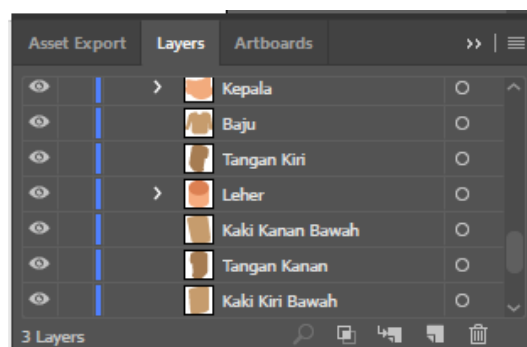 Asset Export Layers Artboards
Kepala
Baju
Tangan Kiri
Leher
Kaki Kanan Bawah
Tangan Kanan
Kaki Kiri Bawah
3 Layers